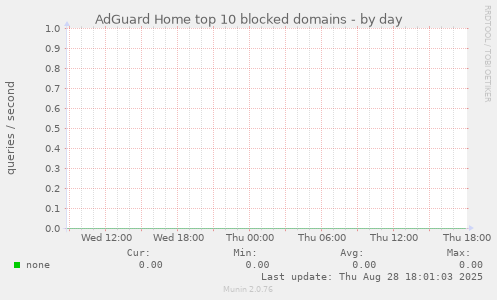 AdGuard Home top 10 blocked domains - by day
RRDTOOL / TOBI OETIKER
queries / second
1.0
0.9
0.8
0.7
0.6
0.5
0.4
0.3
0.2
0.1
0.0
Wed 12:00 Wed 18:00 Thu 00:00 Thu 06:00 Thu 12:00 Thu 18:00
Cur: Min: Avg: Max:
none 0.00 0.00 0.00 0.00
Last update: Thu Aug 28 18:01:03 2025
Munin 2.0.76